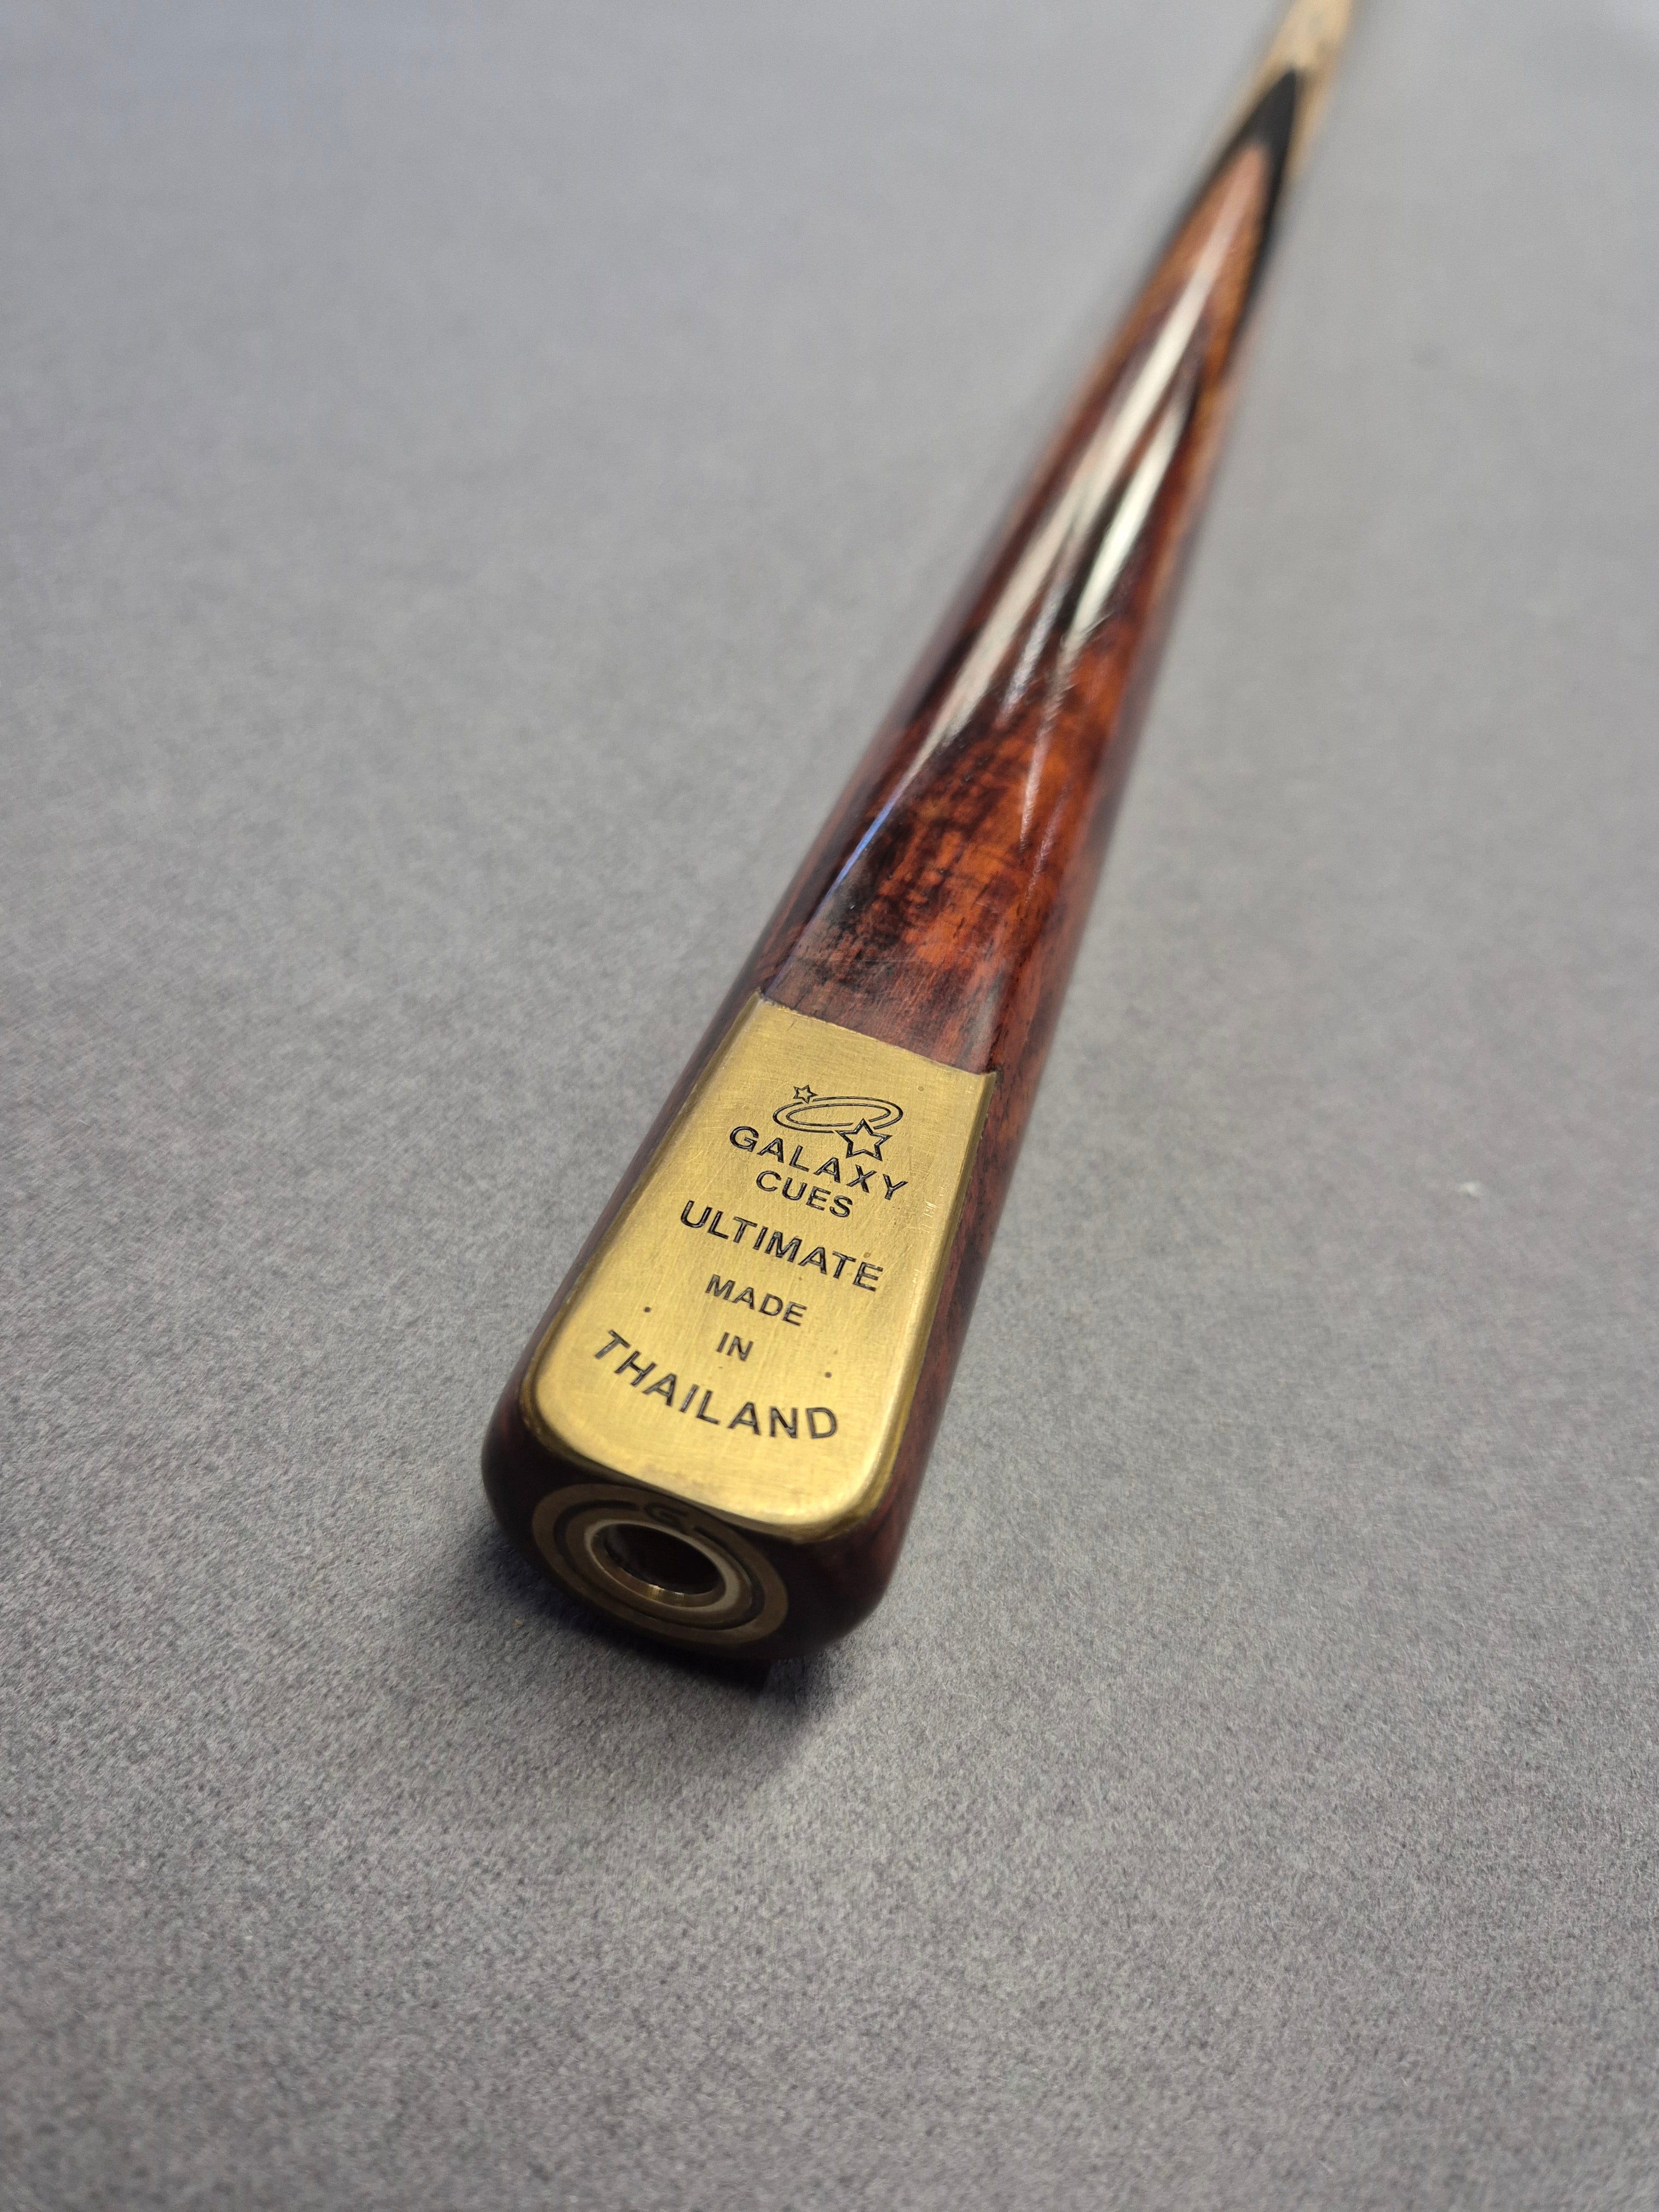 GALAXY
CUES
ULTIMATE
MADE
IN
THAILAND